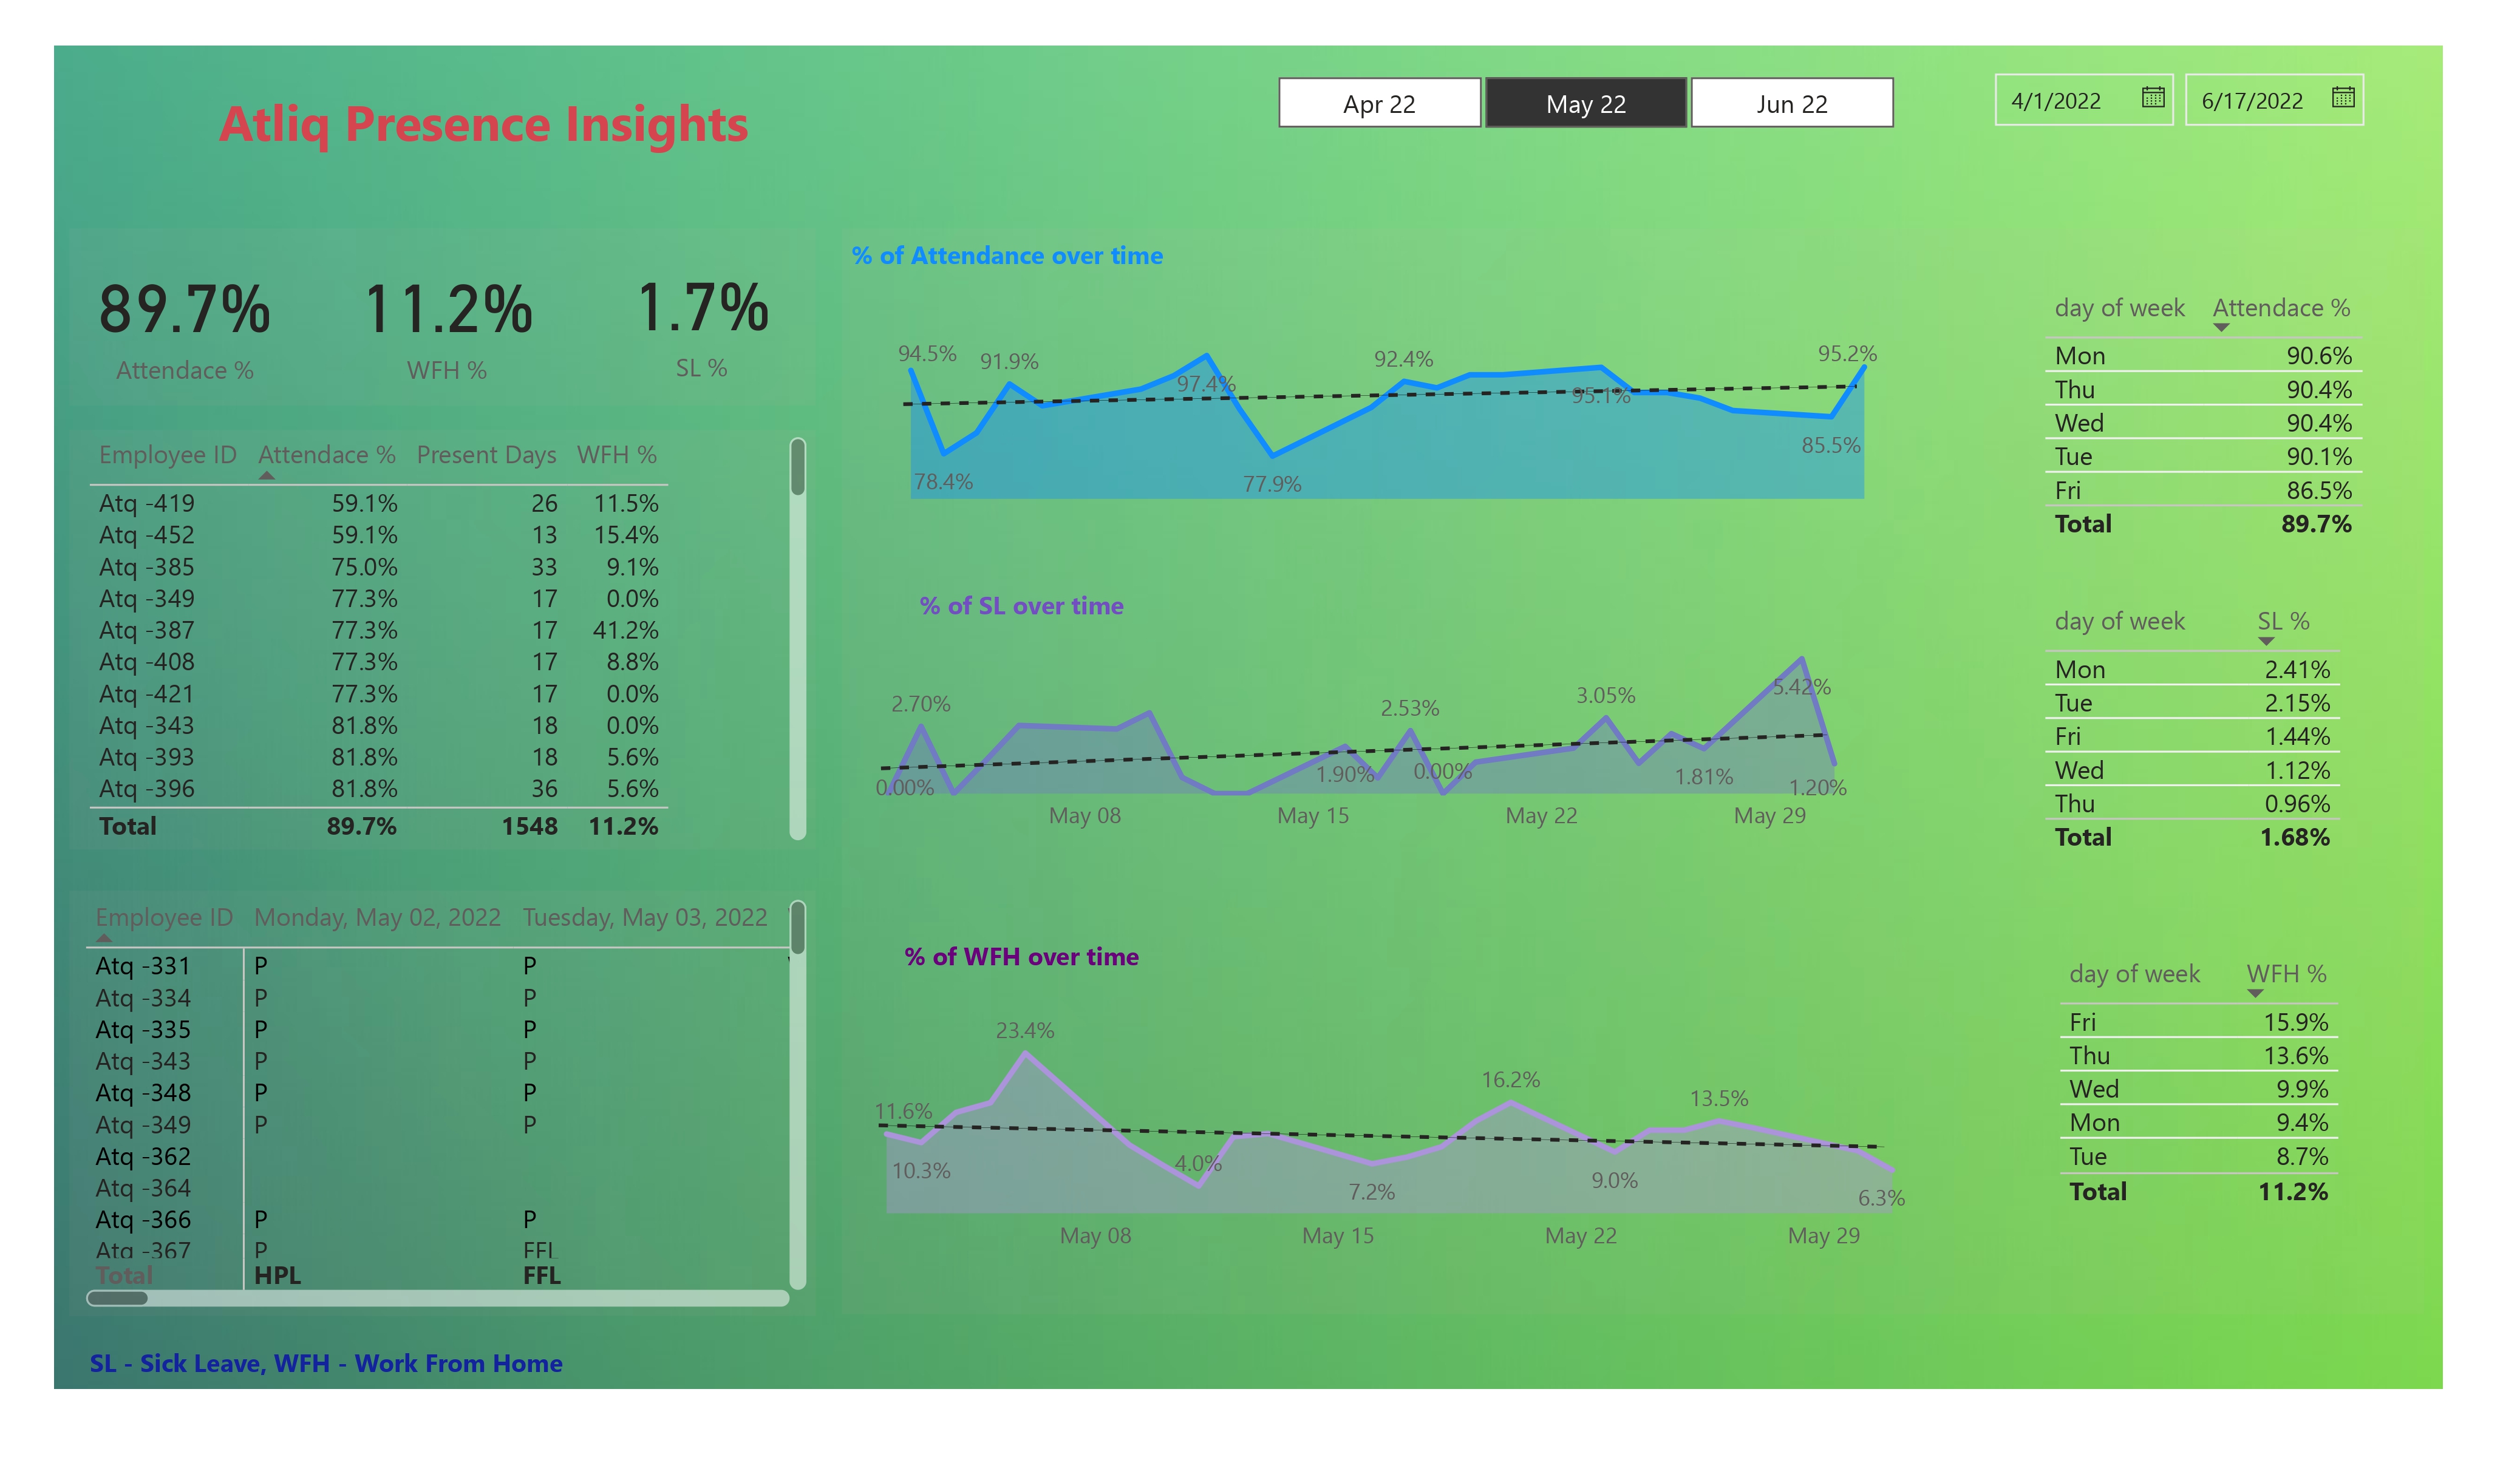 Atliq Presence Insights
Apr 22 May 22 Jun 22
4/1/2022 6/17/2022
89.7% 11.2% 1.7%
Attendace % WFH % SL %
Employee ID Attendace % Present Days WFH %
Atq -419 59.1% 26 11.5%
Atq -452 59.1% 13 15.4%
Atq -385 75.0% 33 9.1%
Atq -349 77.3% 17 0.0%
Atq -387 77.3% 17 41.2%
Atq -408 77.3% 17 8.8%
Atq -421 77.3% 17 0.0%
Atq -343 81.8% 18 0.0%
Atq -393 81.8% 18 5.6%
Atq -396 81.8% 36 5.6%
Total 89.7% 1548 11.2%
Employee ID Monday, May 02, 2022 Tuesday, May 03, 2022
Atq -331 P P
Atq -334 P P
Atq -335 P P
Atq -343 P P
Atq -348 P P
Atq -349 P P
Atq -362
Atq -364
Atq -366 P P
Atq -367 P FFL
Total HPL FFL
SL - Sick Leave, WFH - Work From Home
% of Attendance over time
94.5% 91.9% 97.4% 92.4% 95.1% 95.2%
78.4% 77.9% 85.5%
% of SL over time
2.70% 2.53% 3.05% 5.42%
0.00% 1.90% 0.00% 1.81% 1.20%
May 08 May 15 May 22 May 29
% of WFH over time
11.6% 23.4% 16.2% 13.5%
10.3% 4.0% 7.2% 9.0% 6.3%
May 08 May 15 May 22 May 29
day of week Attendace %
Mon 90.6%
Thu 90.4%
Wed 90.4%
Tue 90.1%
Fri 86.5%
Total 89.7%
day of week SL %
Mon 2.41%
Tue 2.15%
Fri 1.44%
Wed 1.12%
Thu 0.96%
Total 1.68%
day of week WFH %
Fri 15.9%
Thu 13.6%
Wed 9.9%
Mon 9.4%
Tue 8.7%
Total 11.2%